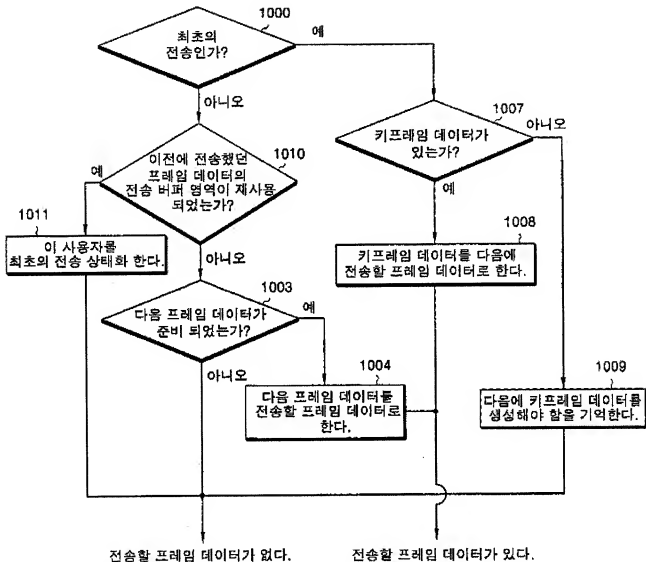 1000
최초의
전송인가?
예
아니오
1007
키프레임 데이터가
있는가?
아니오
예
1010
이전에 전송했던
프레임 데이터의
전송 버퍼 영역이 재사용
되었는가?
예
아니오
1011
이 사용자를
최초의 전송 상태화 한다.
1008
키프레임 데이터를 다음에
전송할 프레임 데이터로 한다.
1003
다음 프레임 데이터가
준비 되었는가?
예
아니오
1004
다음 프레임 데이터를
전송할 프레임 데이터로
한다.
1009
다음에 키프레임 데이터를
생성해야 함을 기억한다.
전송할 프레임 데이터가 없다.
전송할 프레임 데이터가 있다.